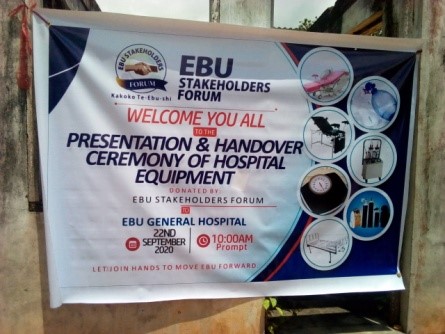 EBU STAKEHOLDERS
FORUM
Kakoko Te-Ebu-shi
EBU
STAKEHOLDERS
FORUM
WELCOME YOU ALL
TO THE
PRESENTATION & HANDOVER
CEREMONY OF HOSPITAL
EQUIPMENT
DONATED BY:
EBU STAKEHOLDERS FORUM
TO
EBU GENERAL HOSPITAL
22ND
SEPTEMBER
2020
10:00AM
Prompt
LET JOIN HANDS TO MOVE EBU FORWARD